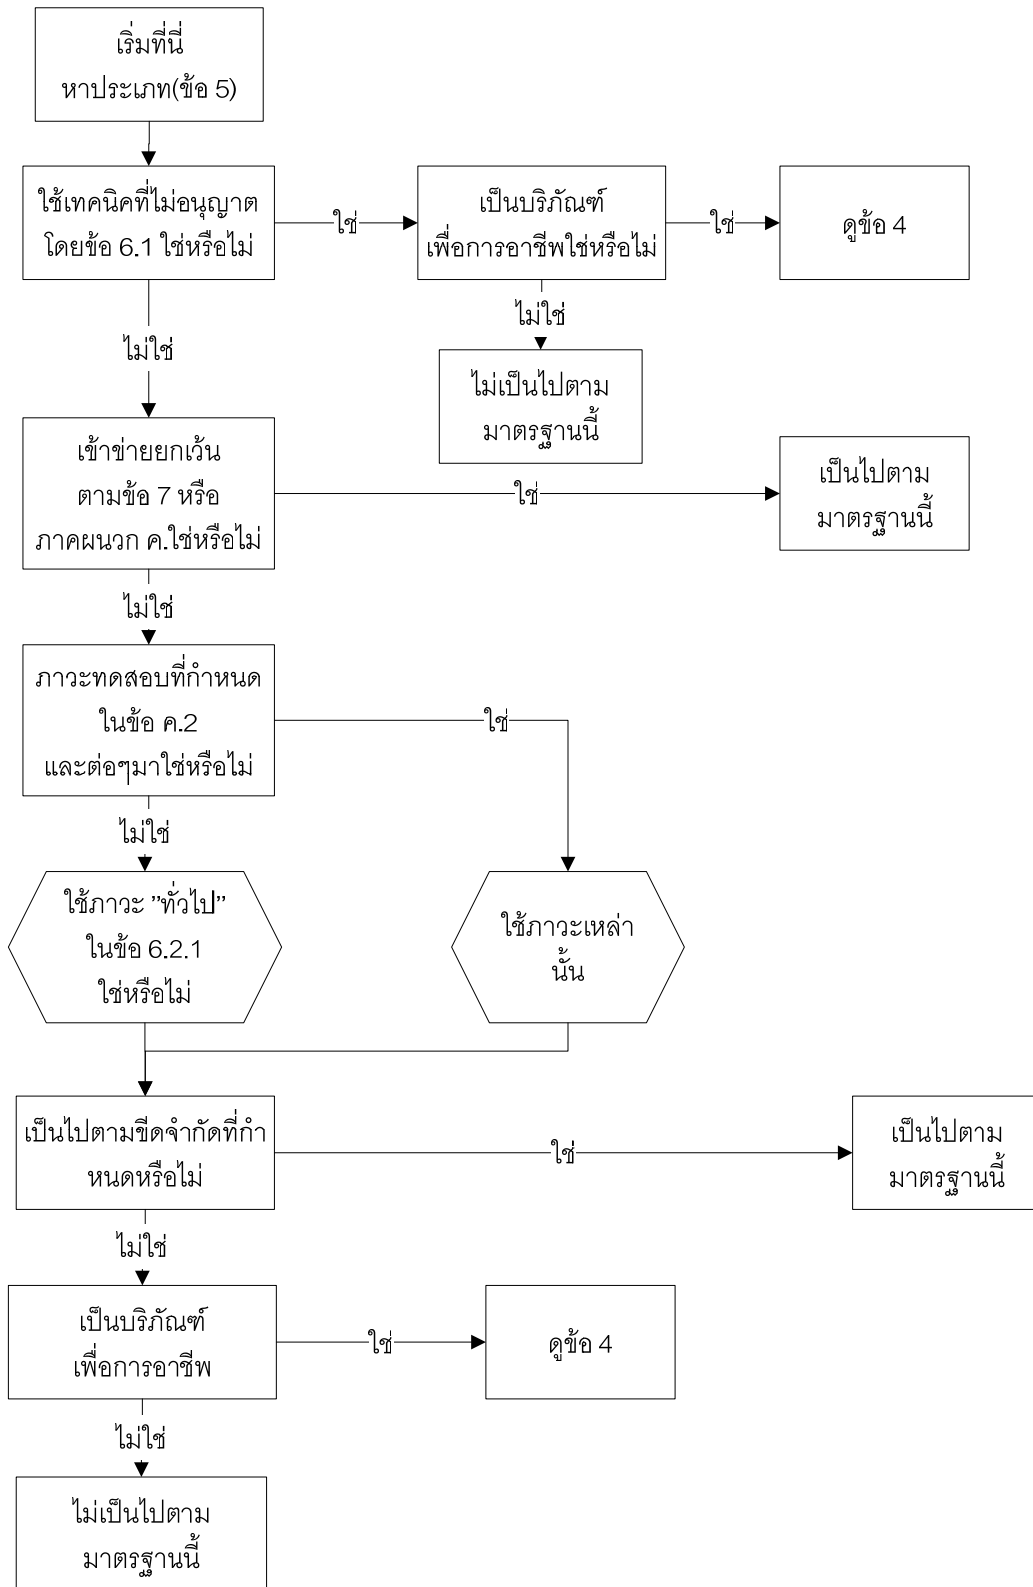 เริ่มที่นี่
หาประเภท(ข้อ 5)
ใช้เทคนิคที่ไม่อนุญาต
โดยข้อ 6.1 ใช่หรือไม่
ใช่
เป็นบริภัณฑ์
เพื่อการอาชีพใช่หรือไม่
ใช่
ดูข้อ 4
ไม่ใช่
ไม่เป็นไปตาม
มาตรฐานนี้
ไม่ใช่
เข้าข่ายยกเว้น
ตามข้อ 7 หรือ
ภาคผนวก ค.ใช่หรือไม่
ใช่
เป็นไปตาม
มาตรฐานนี้
ไม่ใช่
ภาวะทดสอบที่กำหนด
ในข้อ ค.2
และต่อๆมาใช่หรือไม่
ใช่
ไม่ใช่
ใช้ภาวะ ”ทั่วไป”
ในข้อ 6.2.1
ใช่หรือไม่
ใช้ภาวะเหล่า
นั้น
เป็นไปตามขีดจำกัดที่กำ
หนดหรือไม่
ใช่
เป็นไปตาม
มาตรฐานนี้
ไม่ใช่
เป็นบริภัณฑ์
เพื่อการอาชีพ
ใช่
ดูข้อ 4
ไม่ใช่
ไม่เป็นไปตาม
มาตรฐานนี้